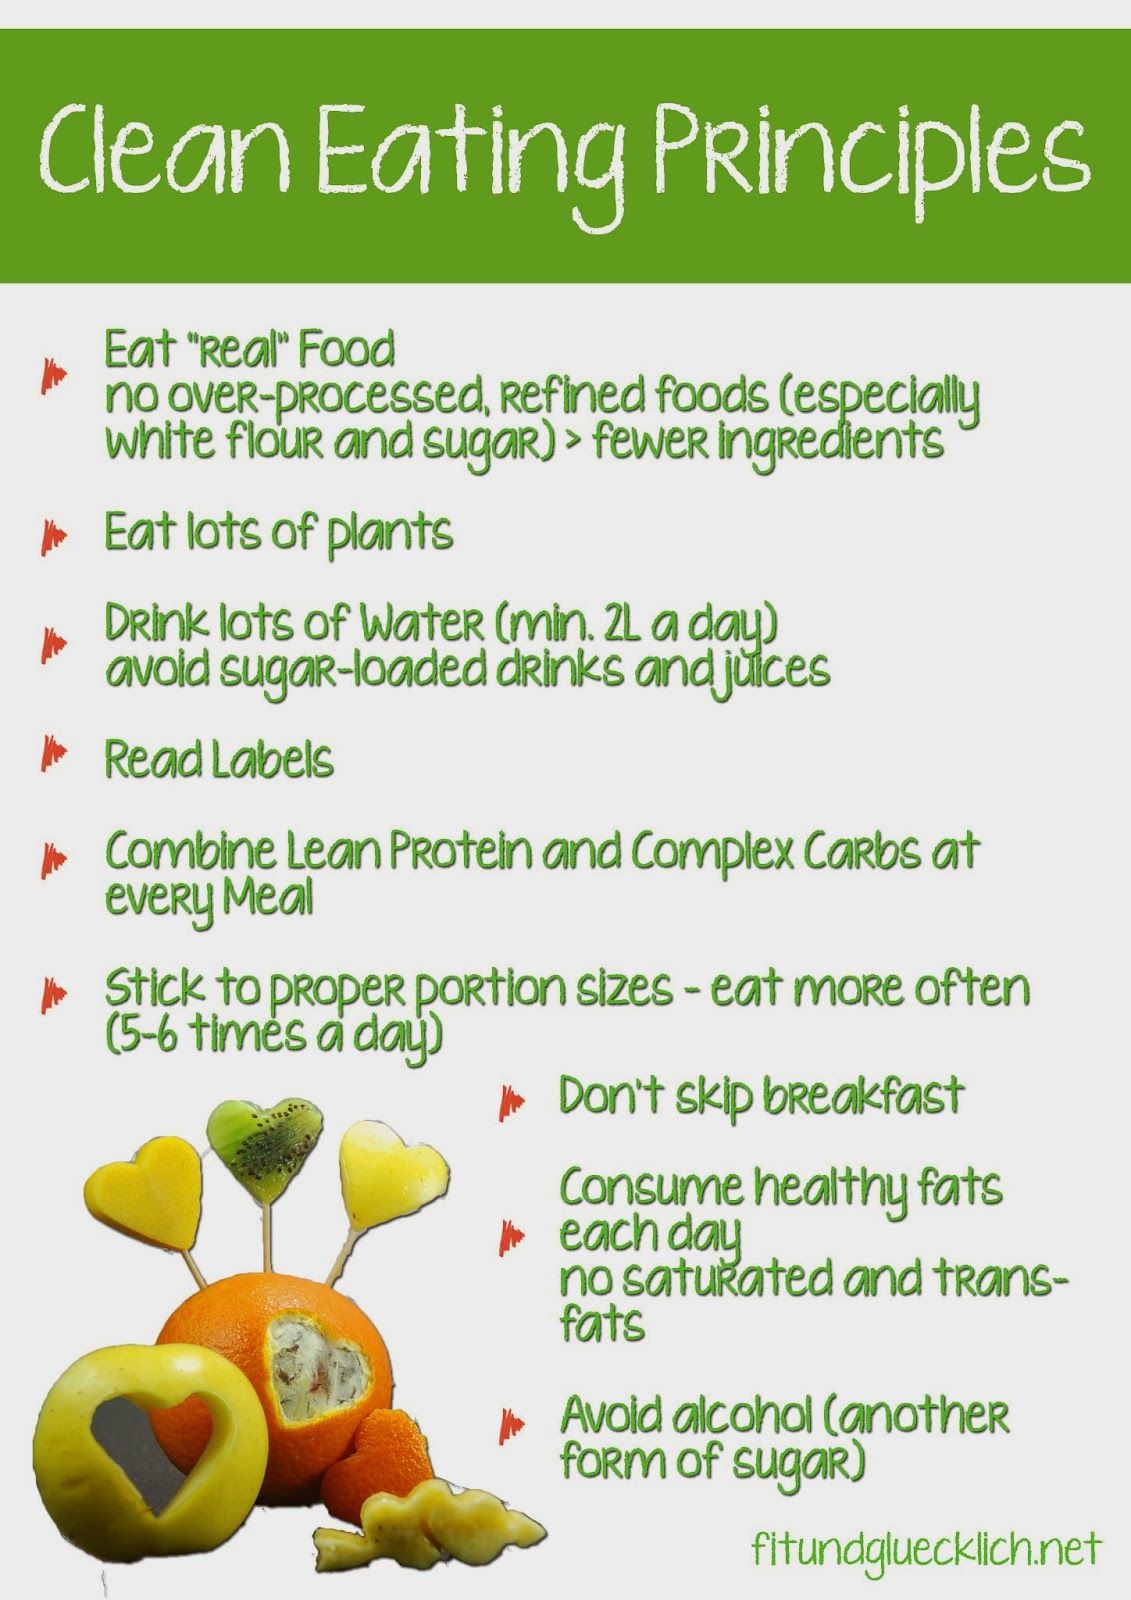 Clean Eating Principles
Eat "real" Food
no over-processed, refined foods (especially
white flour and sugar) > fewer ingredients
Eat lots of plants
Drink lots of Water (min. 2L a day)
avoid sugar-loaded drinks and juices
Read Labels
Combine Lean Protein and Complex Carbs at
every Meal
Stick to proper portion sizes - eat more often
(5-6 times a day)
Don't skip breakfast
Consume healthy fats
each day
no saturated and trans-
fats
Avoid alcohol (another
form of sugar)
fitundgluecklich.net